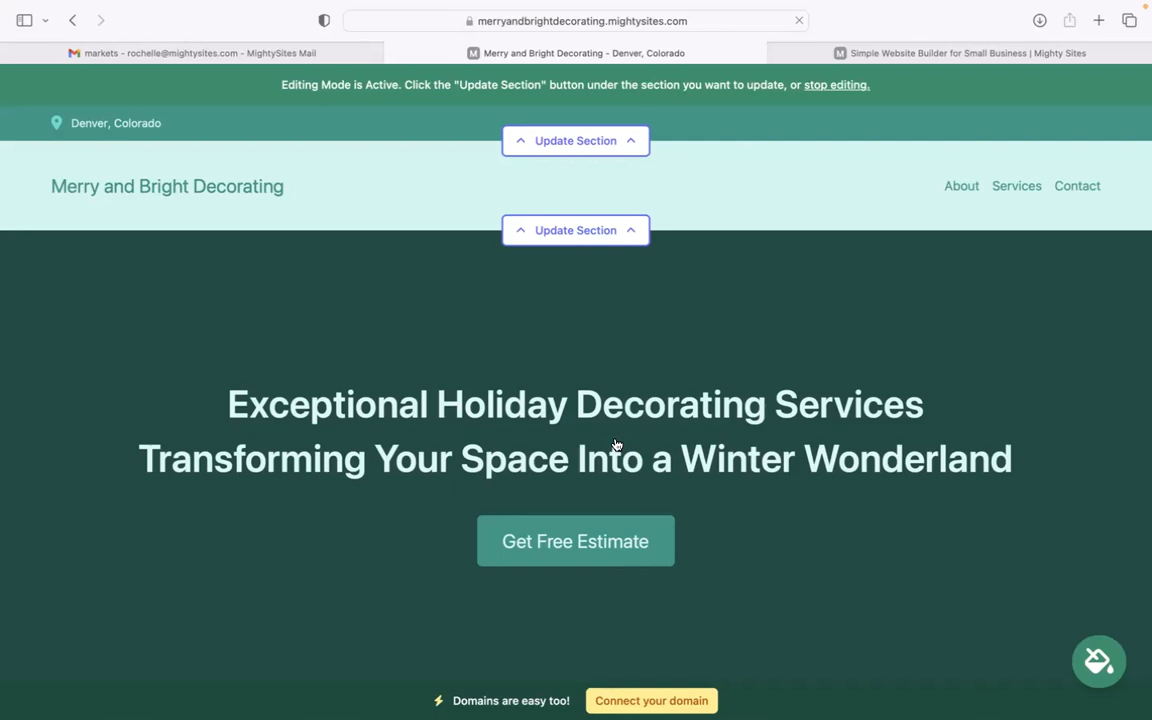 merryandbrightdecorating.mightysites.com
markets - rochelle@mightysites.com - MightySites Mail
Merry and Bright Decorating - Denver, Colorado
Simple Website Builder for Small Business | Mighty Sites
Editing Mode is Active. Click the "Update Section" button under the section you want to update, or stop editing.
Denver, Colorado
Update Section
Merry and Bright Decorating
About Services Contact
Update Section
Exceptional Holiday Decorating Services
Transforming Your Space Into a Winter Wonderland
Get Free Estimate
Domains are easy too! Connect your domain